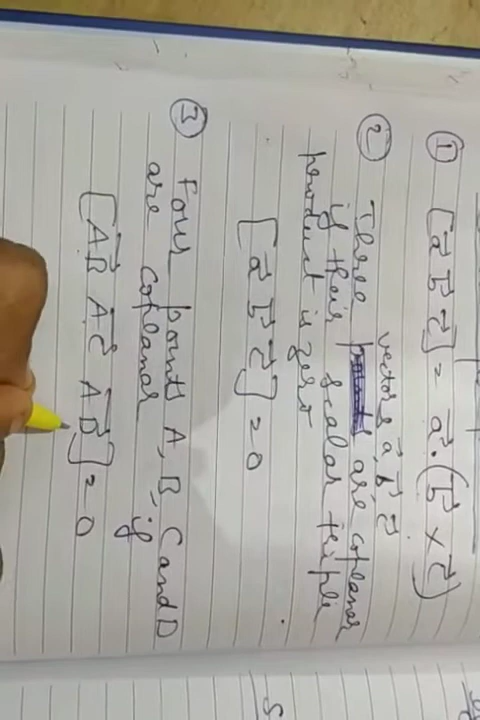 ① [a⃗ b⃗ c⃗] = a⃗.(b⃗ × c⃗)
② Three vectors a⃗, b⃗, c⃗ are coplanar
if their scalar triple
product is zero
[a⃗ b⃗ c⃗] = 0
③ Four points A, B, C and D
are coplanar if
[AB⃗ AC⃗ AB⃗] = 0